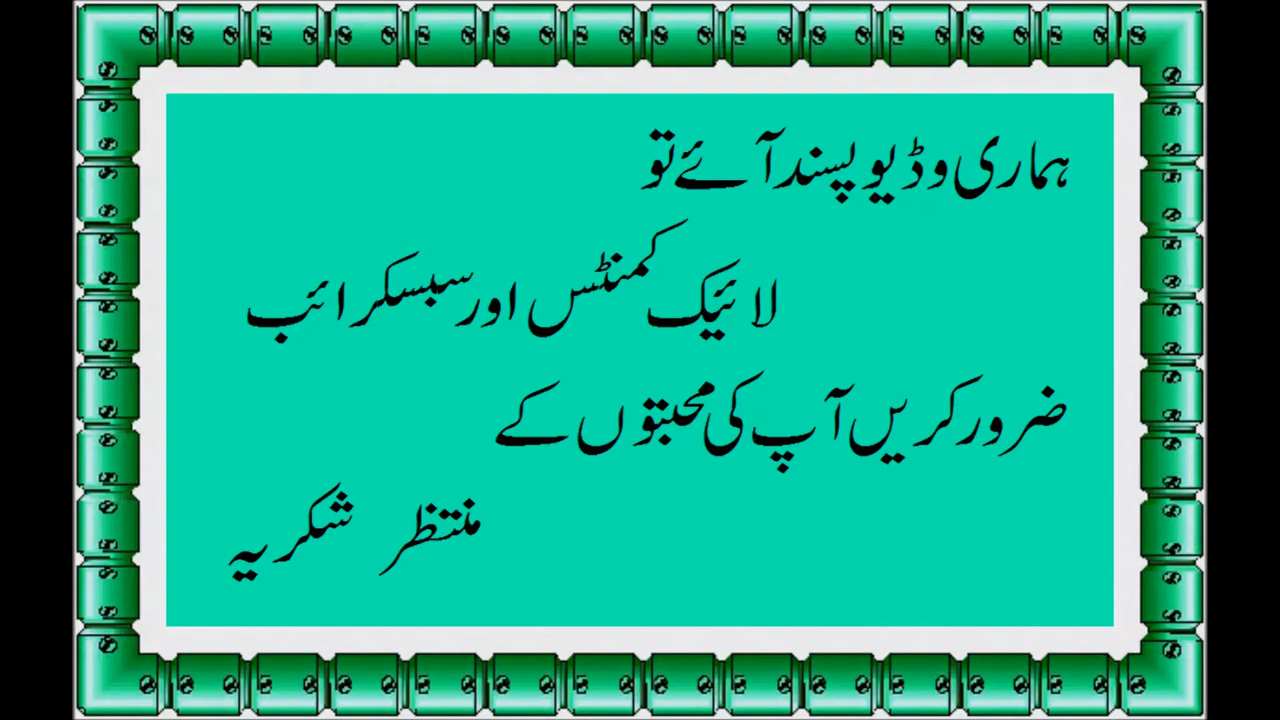 ہماری وڈیو پسند آئے تو
لائیک کمنٹس اور سبسکرائب
ضرور کریں آپ کی محبتوں کے
منتظر شکریہ